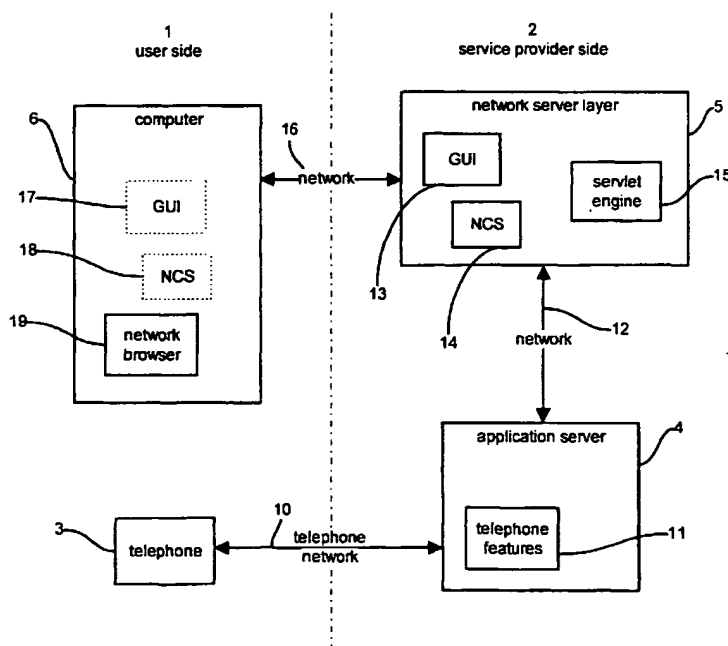 1
user side
2
service provider side
6
computer
16
network
network server layer
5
17
GUI
GUI
servlet
engine
15
18
NCS
NCS
13
14
19
network
browser
network
12
application server
4
3
telephone
10
telephone
network
telephone
features
11